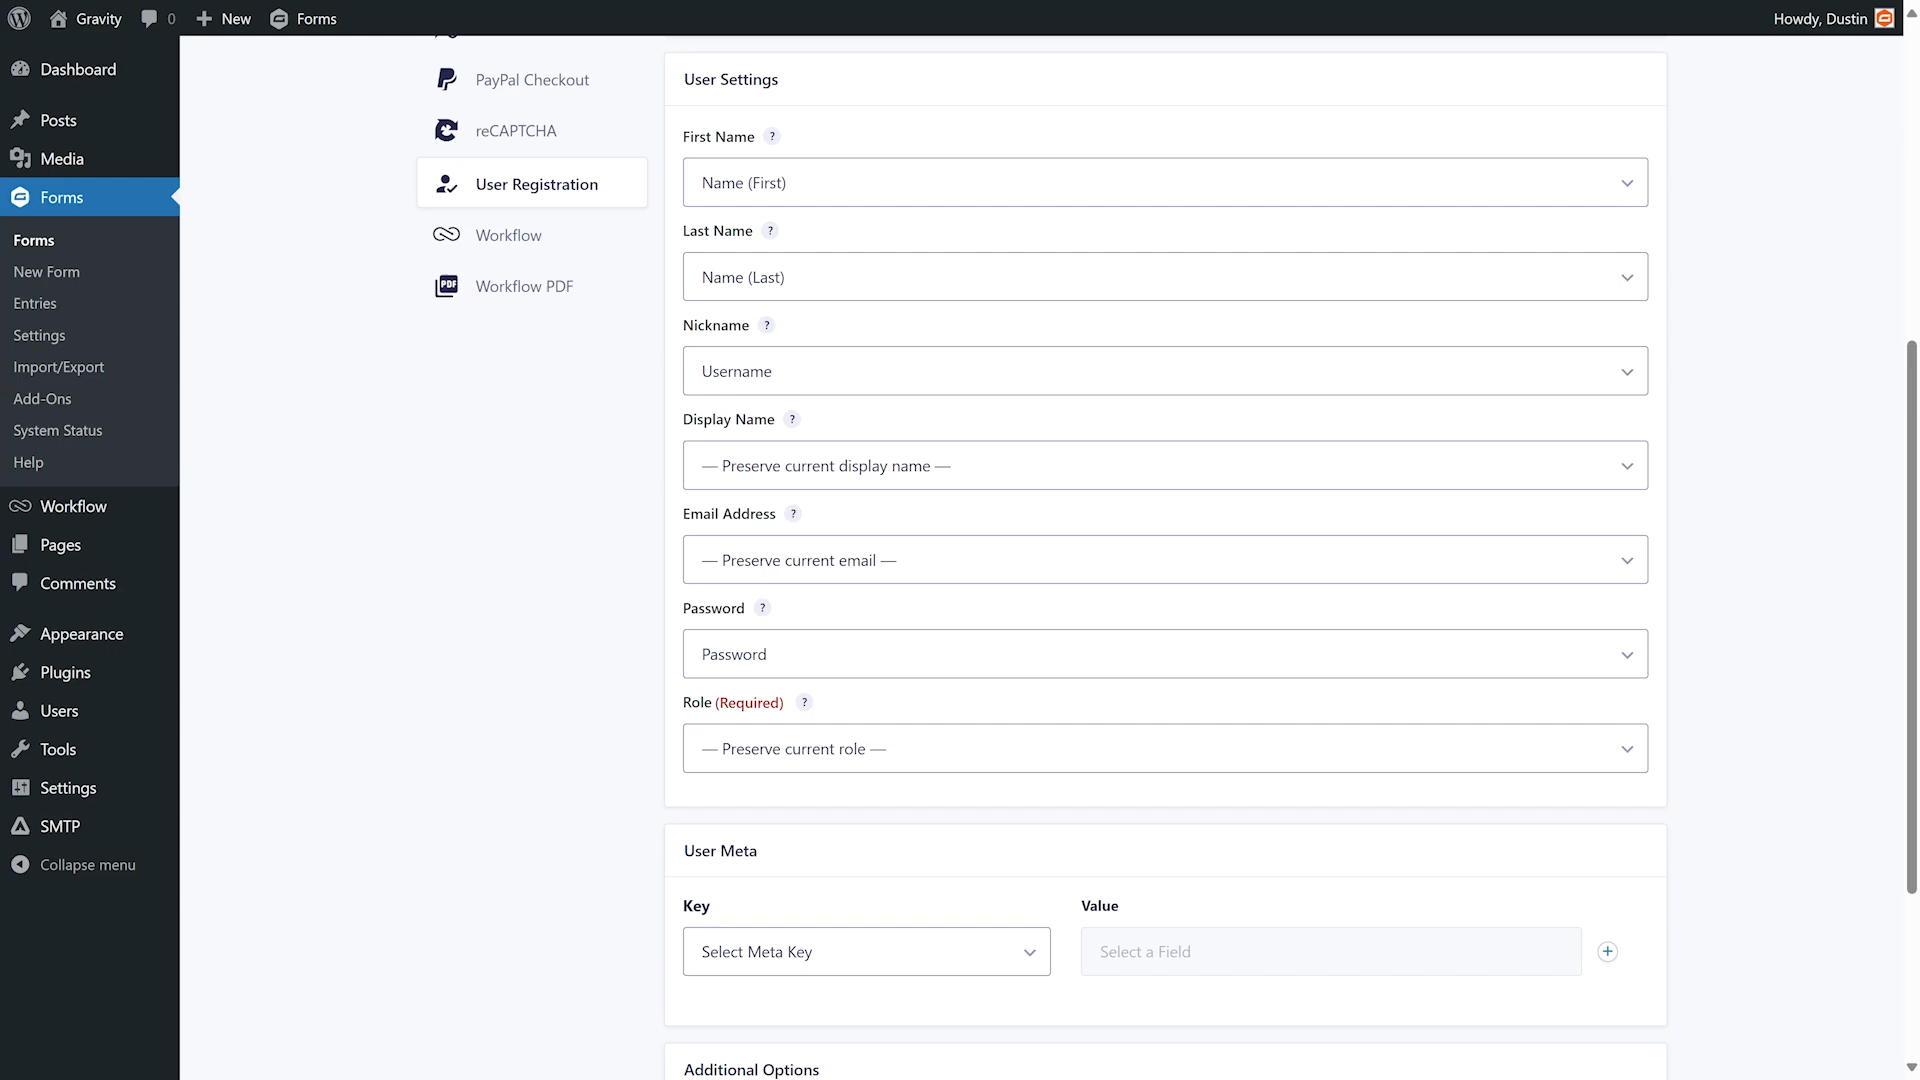 Gravity
0
New
Forms
Howdy, Dustin
Dashboard
Posts
Media
Forms
Forms
New Form
Entries
Settings
Import/Export
Add-Ons
System Status
Help
Workflow
Pages
Comments
Appearance
Plugins
Users
Tools
Settings
SMTP
Collapse menu
PayPal Checkout
reCAPTCHA
User Registration
Workflow
PDF Workflow PDF
User Settings
First Name ?
Name (First)
Last Name ?
Name (Last)
Nickname ?
Username
Display Name ?
— Preserve current display name —
Email Address ?
— Preserve current email —
Password ?
Password
Role (Required) ?
— Preserve current role —
User Meta
Key Value
Select Meta Key Select a Field
Additional Options